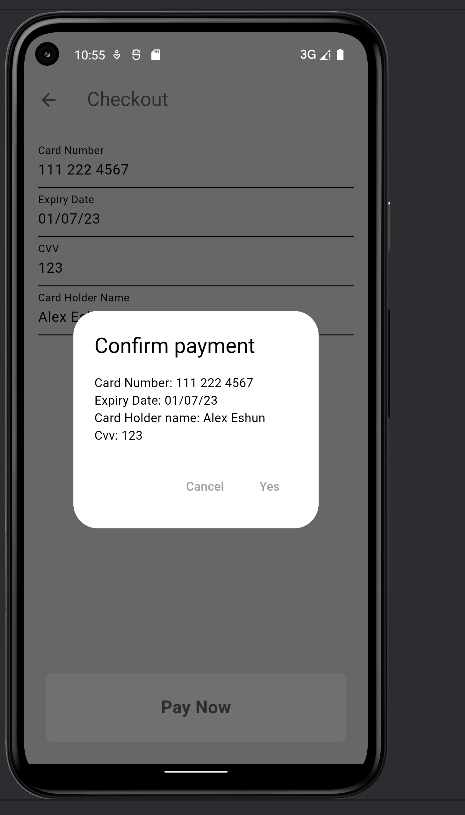 10:55
3G
Checkout
Card Number
111 222 4567
Expiry Date
01/07/23
CVV
123
Card Holder Name
Alex
Confirm payment
Card Number: 111 222 4567
Expiry Date: 01/07/23
Card Holder name: Alex Eshun
Cvv: 123
Cancel Yes
Pay Now